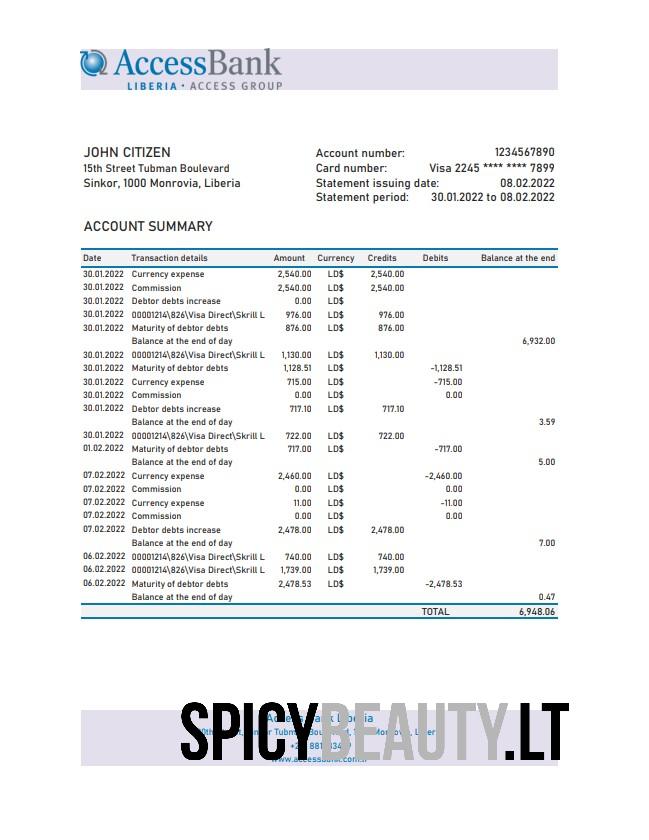 AccessBank
LIBERIA • ACCESS GROUP
JOHN CITIZEN
15th Street Tubman Boulevard
Sinkor, 1000 Monrovia, Liberia
Account number: 1234567890
Card number: Visa 2245 **** **** 7899
Statement issuing date: 08.02.2022
Statement period: 30.01.2022 to 08.02.2022
ACCOUNT SUMMARY
Date Transaction details Amount Currency Credits Debits Balance at the end
30.01.2022 Currency expense 2,540.00 LD$ 2,540.00
30.01.2022 Commission 2,540.00 LD$ 2,540.00
30.01.2022 Debtor debts increase 0.00 LD$
30.01.2022 00001214\826\Visa Direct\Skrill L 976.00 LD$ 976.00
30.01.2022 Maturity of debtor debts 876.00 LD$ 876.00
Balance at the end of day 6,932.00
30.01.2022 00001214\826\Visa Direct\Skrill L 1,130.00 LD$ 1,130.00
30.01.2022 Maturity of debtor debts 1,128.51 LD$ -1,128.51
30.01.2022 Currency expense 715.00 LD$ -715.00
30.01.2022 Commission 0.00 LD$ 0.00
30.01.2022 Debtor debts increase 717.10 LD$ 717.10
Balance at the end of day 3.59
30.01.2022 00001214\826\Visa Direct\Skrill L 722.00 LD$ 722.00
01.02.2022 Maturity of debtor debts 717.00 LD$ -717.00
Balance at the end of day 5.00
07.02.2022 Currency expense 2,460.00 LD$ -2,460.00
07.02.2022 Commission 0.00 LD$ 0.00
07.02.2022 Currency expense 11.00 LD$ -11.00
07.02.2022 Commission 0.00 LD$ 0.00
07.02.2022 Debtor debts increase 2,478.00 LD$ 2,478.00
Balance at the end of day 7.00
06.02.2022 00001214\826\Visa Direct\Skrill L 740.00 LD$ 740.00
06.02.2022 00001214\826\Visa Direct\Skrill L 1,739.00 LD$ 1,739.00
06.02.2022 Maturity of debtor debts 2,478.53 LD$ -2,478.53
Balance at the end of day 0.47
TOTAL 6,948.06
SPICYBEAUTY.LT